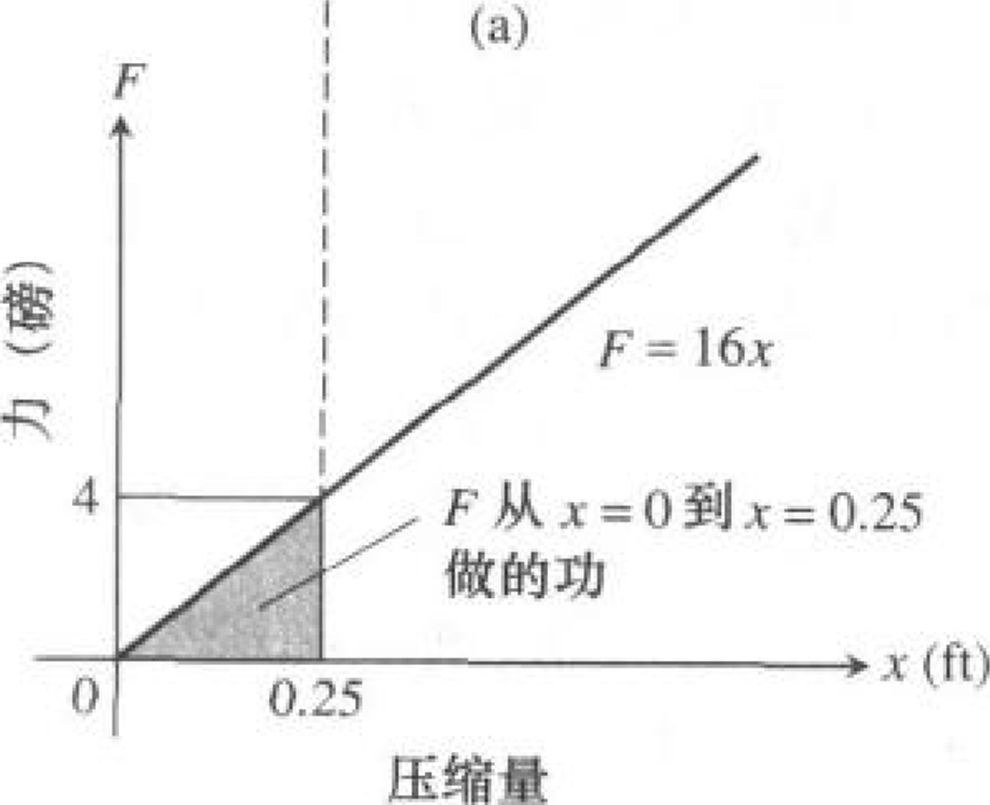 (a)
F
力 (磅)
F = 16x
4
F 从 x = 0 到 x = 0.25
做的功
x (ft)
0
0.25
压缩量